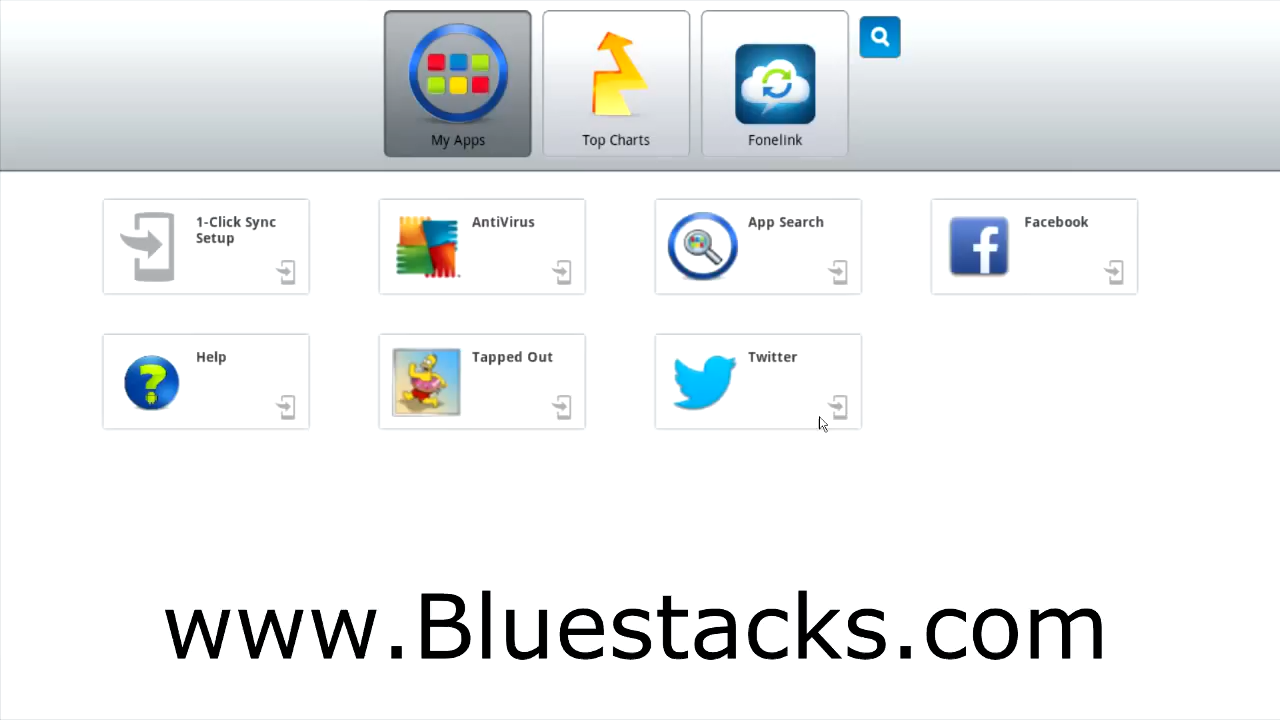 My Apps
Top Charts
Fonelink
1-Click Sync
Setup
AntiVirus
App Search
Facebook
Help
Tapped Out
Twitter
www.Bluestacks.com